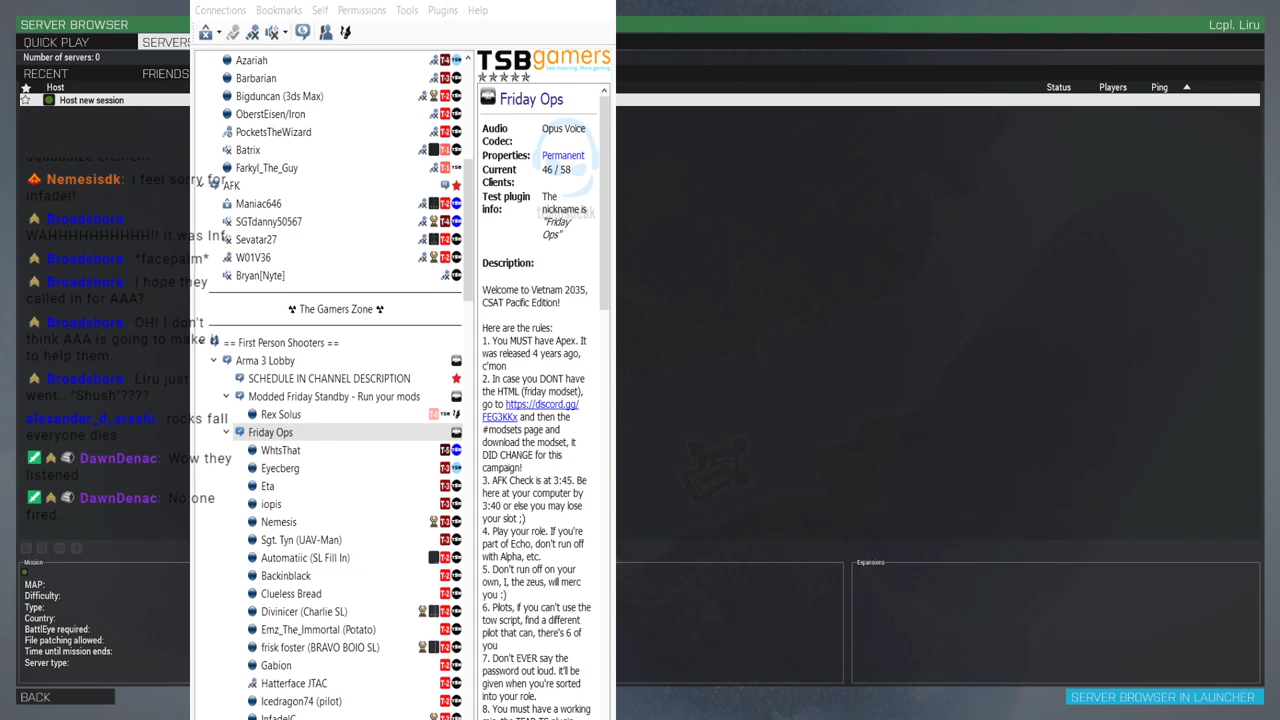 SERVER BROWSER
QUICK PLAY
SERVERS
Number of servers: 0
RECENT
FRIENDS
Host
Host new session
Nemesisdk: I feel sorry for
infadel!
Broadshore:
WAHHHHHHHH!! It was Inf
Broadshore: *facepalm*
Broadshore: I hope they
called in for AAA?
Broadshore: OH! I don't
think AAA is going to make it
to help them.
Broadshore: Liru just
went.. *Slush*????
alexander_d_arashi: rocks fall
everyone dies
DawnDenac: Wow they
listened
DawnDenac: No one
fired.
Mission
MAP:
Difficulty:
Type:
Country:
BattlEye required:
File patching allowed:
Time until mission ends:
Server type:
BACK
Connections Bookmarks Self Permissions Tools Plugins Help
Azariah
Barbarian
Bigduncan (3ds Max)
OberstEisen/Iron
PocketsTheWizard
Batrix
Farkyl_The_Guy
AFK
Maniac646
SGTdanny50567
Sevatar27
W01V36
Bryan[Nyte]
☢ The Gamers Zone ☢
== First Person Shooters ==
Arma 3 Lobby
SCHEDULE IN CHANNEL DESCRIPTION
Modded Friday Standby - Run your mods
Rex Solus
Friday Ops
WhtsThat
Eyecberg
Eta
iopis
Nemesis
Sgt. Tyn (UAV-Man)
Automatiic (SL Fill In)
Backinblack
Clueless Bread
Divinicer (Charlie SL)
Emz_The_Immortal (Potato)
frisk foster (BRAVO BOIO SL)
Gabion
Hatterface JTAC
Icedragon74 (pilot)
InfadelC
TSBgamers
Less moaning, More gaming
Friday Ops
Audio Codec: Opus Voice
Properties: Permanent
Current Clients: 46 / 58
Test plugin info: The nickname is "Friday Ops"
Description:
Welcome to Vietnam 2035,
CSAT Pacific Edition!
Here are the rules:
1. You MUST have Apex. It
was released 4 years ago,
c'mon
2. In case you DONT have
the HTML (friday modset),
go to https://discord.gg/
FEG3KKx and then the
#modsets page and
download the modset, it
DID CHANGE for this
campaign!
3. AFK Check is at 3:45. Be
here at your computer by
3:40 or else you may lose
your slot ;)
4. Play your role. If you're
part of Echo, don't run off
with Alpha, etc.
5. Don't run off on your
own, I, the zeus, will merc
you :)
6. Pilots, if you can't use the
tow script, find a different
pilot that can, there's 6 of
you
7. Don't EVER say the
password out loud. it'll be
given when you're sorted
into your role.
8. You must have a working
Lcpl. Liru
Status Players Ping
Expansions
SERVER BROWSER IN LAUNCHER